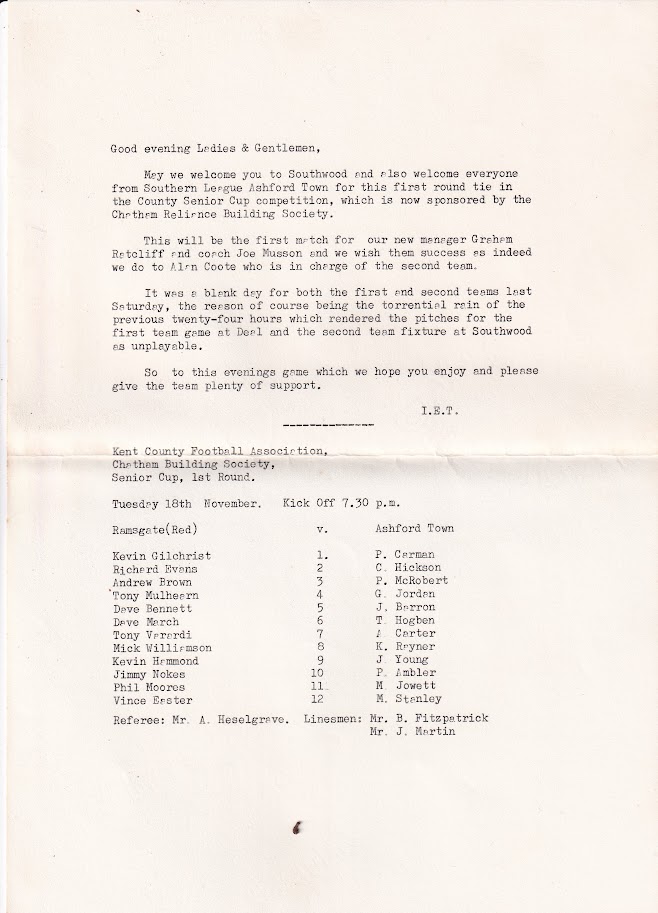 Good evening Ladies & Gentlemen,
May we welcome you to Southwood and also welcome everyone
from Southern League Ashford Town for this first round tie in
the County Senior Cup competition, which is now sponsored by the
Chatham Reliance Building Society.
This will be the first match for our new manager Graham
Ratcliff and coach Joe Musson and we wish them success as indeed
we do to Alan Coote who is in charge of the second team.
It was a blank day for both the first and second teams last
Saturday, the reason of course being the torrential rain of the
previous twenty-four hours which rendered the pitches for the
first team game at Deal and the second team fixture at Southwood
as unplayable.
So to this evenings game which we hope you enjoy and please
give the team plenty of support.
I.E.T.
--------------
Kent County Football Association,
Chatham Building Society,
Senior Cup, 1st Round.
Tuesday 18th November. Kick Off 7.30 p.m.
Ramsgate(Red) v. Ashford Town
Kevin Gilchrist 1. P. Carman
Richard Evans 2 C. Hickson
Andrew Brown 3 P. McRobert
Tony Mulhearn 4 G. Jordan
Dave Bennett 5 J. Barron
Dave March 6 T. Hogben
Tony Varardi 7 A. Carter
Mick Williamson 8 K. Rayner
Kevin Hammond 9 J. Young
Jimmy Nokes 10 P. Ambler
Phil Moores 11. M. Jowett
Vince Easter 12 M. Stanley
Referee: Mr. A. Heselgrave. Linesmen: Mr. B. Fitzpatrick
Mr. J. Martin